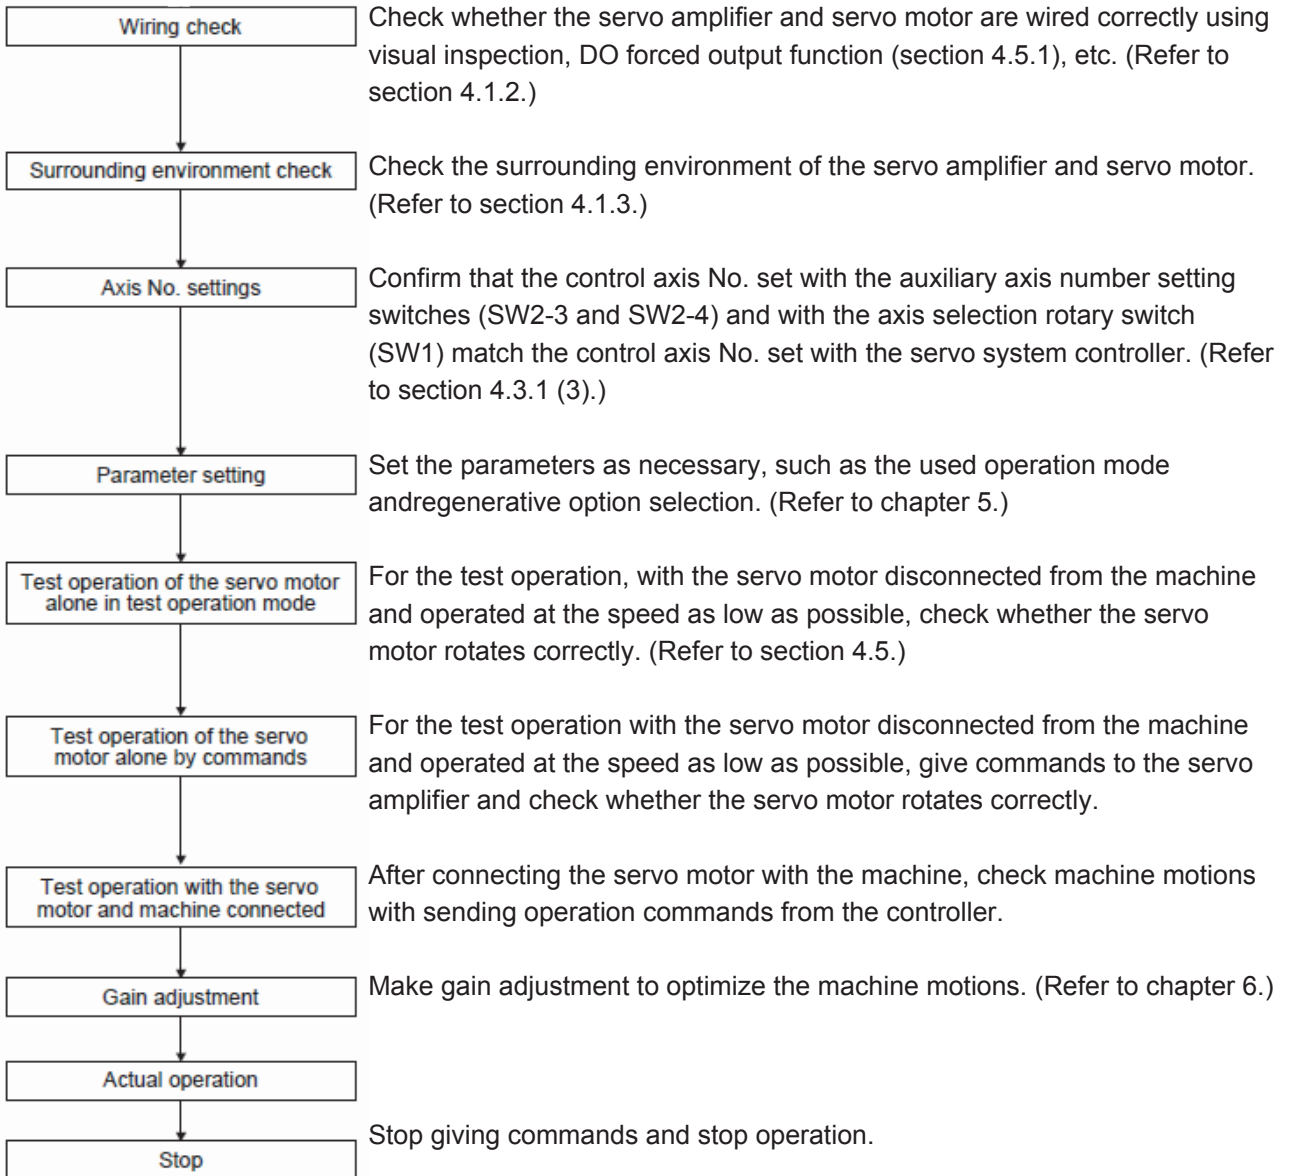 Wiring check
Check whether the servo amplifier and servo motor are wired correctly using
visual inspection, DO forced output function (section 4.5.1), etc. (Refer to
section 4.1.2.)
Surrounding environment check
Check the surrounding environment of the servo amplifier and servo motor.
(Refer to section 4.1.3.)
Axis No. settings
Confirm that the control axis No. set with the auxiliary axis number setting
switches (SW2-3 and SW2-4) and with the axis selection rotary switch
(SW1) match the control axis No. set with the servo system controller. (Refer
to section 4.3.1 (3).)
Parameter setting
Set the parameters as necessary, such as the used operation mode
andregenerative option selection. (Refer to chapter 5.)
Test operation of the servo motor
alone in test operation mode
For the test operation, with the servo motor disconnected from the machine
and operated at the speed as low as possible, check whether the servo
motor rotates correctly. (Refer to section 4.5.)
Test operation of the servo
motor alone by commands
For the test operation with the servo motor disconnected from the machine
and operated at the speed as low as possible, give commands to the servo
amplifier and check whether the servo motor rotates correctly.
Test operation with the servo
motor and machine connected
After connecting the servo motor with the machine, check machine motions
with sending operation commands from the controller.
Gain adjustment
Make gain adjustment to optimize the machine motions. (Refer to chapter 6.)
Actual operation
Stop
Stop giving commands and stop operation.